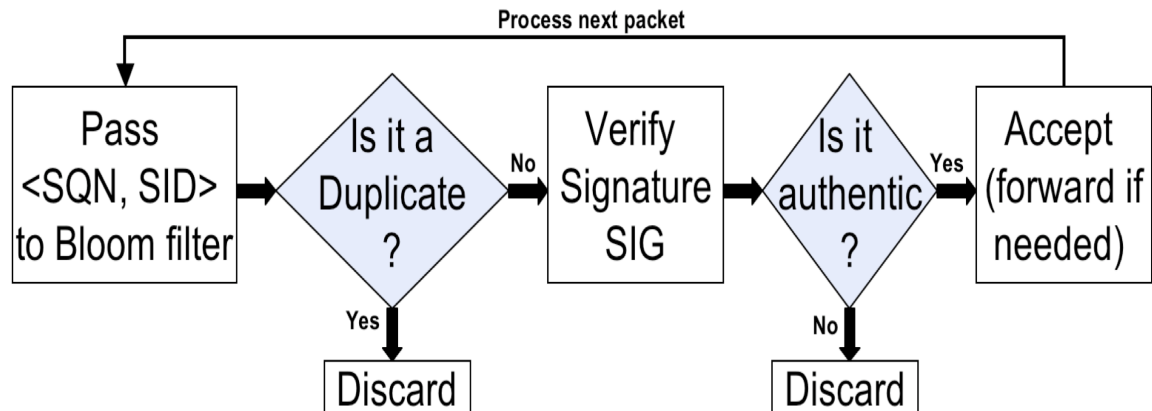 Process next packet
Pass
<SQN, SID>
to Bloom filter
Is it a
Duplicate
?
No
Verify
Signature
SIG
Is it
authentic
?
Yes
Accept
(forward if
needed)
Yes
Discard
No
Discard